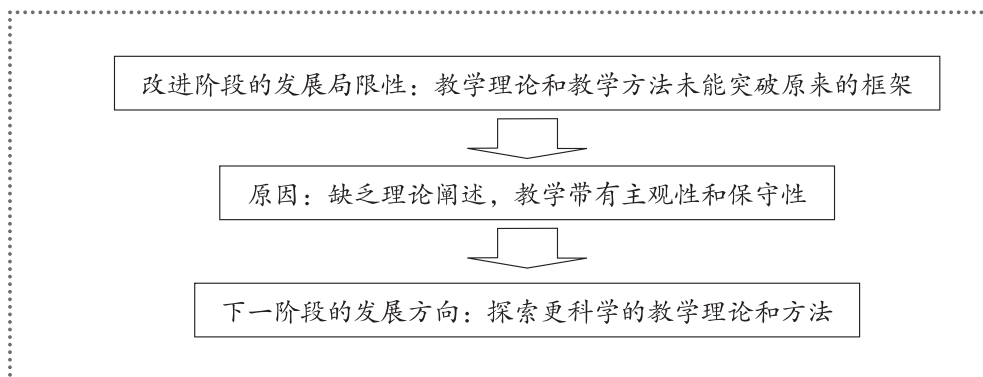 改进阶段的发展局限性：教学理论和教学方法未能突破原来的框架
原因：缺乏理论阐述，教学带有主观性和保守性
下一阶段的发展方向：探索更科学的教学理论和方法